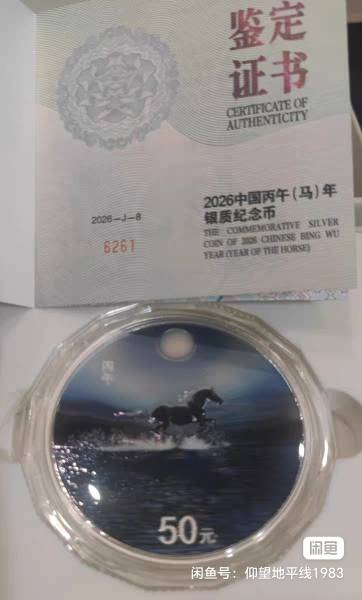 鉴定
证书
CERTIFICATE OF
AUTHENTICITY
2026-J-8
6261
2026中国丙午(马)年
银质纪念币
THE COMMEMORATIVE SILVER
COIN OF 2026 CHINESE BING WU
YEAR (YEAR OF THE HORSE)
丙午
50元
闲鱼
闲鱼号：仰望地平线1983